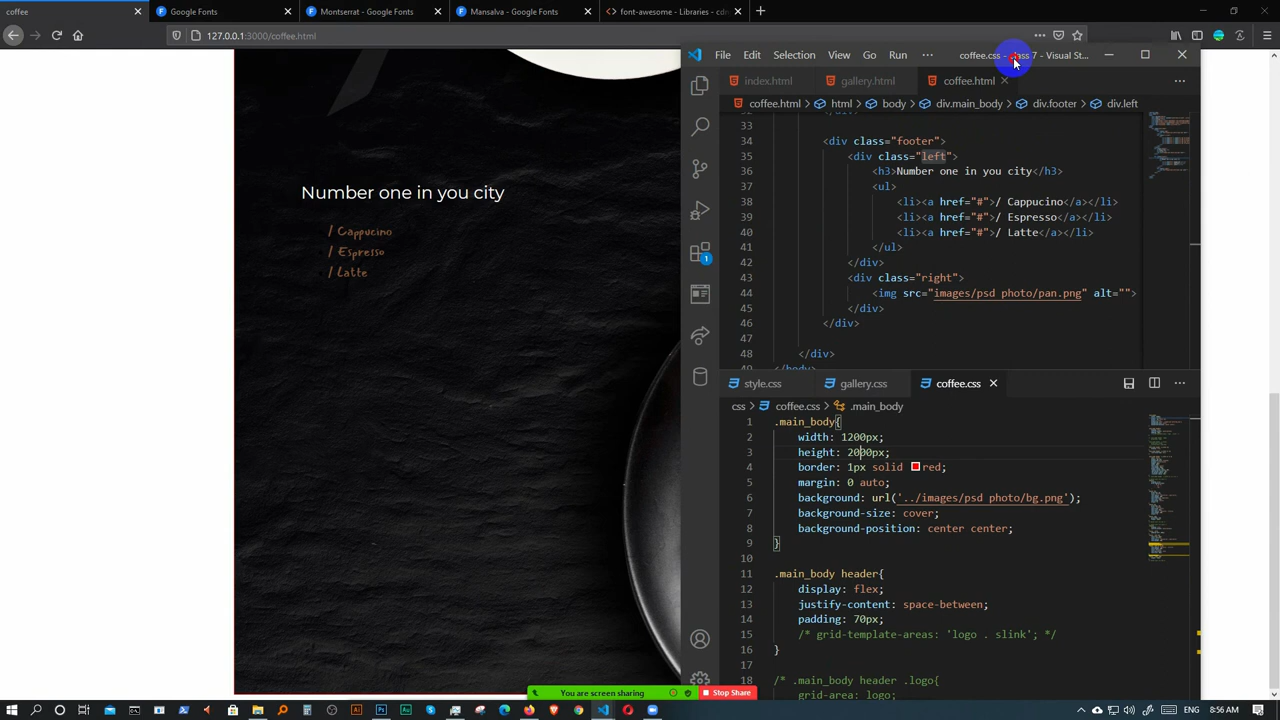 coffee
Google Fonts
Montserrat - Google Fonts
Mansalva - Google Fonts
font-awesome - Libraries - cdn
127.0.0.1:3000/coffee.html
Number one in you city
/ Cappucino
/ Espresso
/ Latte
File Edit Selection View Go Run
index.html
gallery.html
coffee.html
coffee.html > html > body > div.main_body > div.footer > div.left
33
34 <div class="footer">
35 <div class="left">
36 <h3>Number one in you city</h3>
37 <ul>
38 <li><a href="#">/ Cappucino</a></li>
39 <li><a href="#">/ Espresso</a></li>
40 <li><a href="#">/ Latte</a></li>
41 </ul>
42 </div>
43 <div class="right">
44 <img src="images/psd photo/pan.png" alt="">
45 </div>
46 </div>
47
48 </div>
style.css
gallery.css
coffee.css
css > coffee.css > .main_body
1 .main_body{
2 width: 1200px;
3 height: 2000px;
4 border: 1px solid red;
5 margin: 0 auto;
6 background: url('../images/psd photo/bg.png');
7 background-size: cover;
8 background-position: center center;
9 }
10
11 .main_body header{
12 display: flex;
13 justify-content: space-between;
14 padding: 70px;
15 /* grid-template-areas: 'logo . slink'; */
16 }
17
18 /* .main_body header .logo{
grid-area: logo;
1
You are screen sharing
Stop Share
ENG
8:56 AM